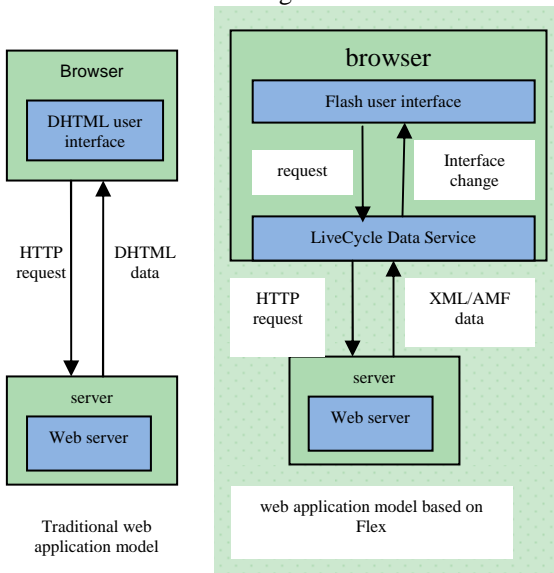 Browser
DHTML user
interface
HTTP
request
DHTML
data
server
Web server
Traditional web
application model
browser
Flash user interface
request
Interface
change
LiveCycle Data Service
HTTP
request
XML/AMF
data
server
Web server
web application model based on
Flex